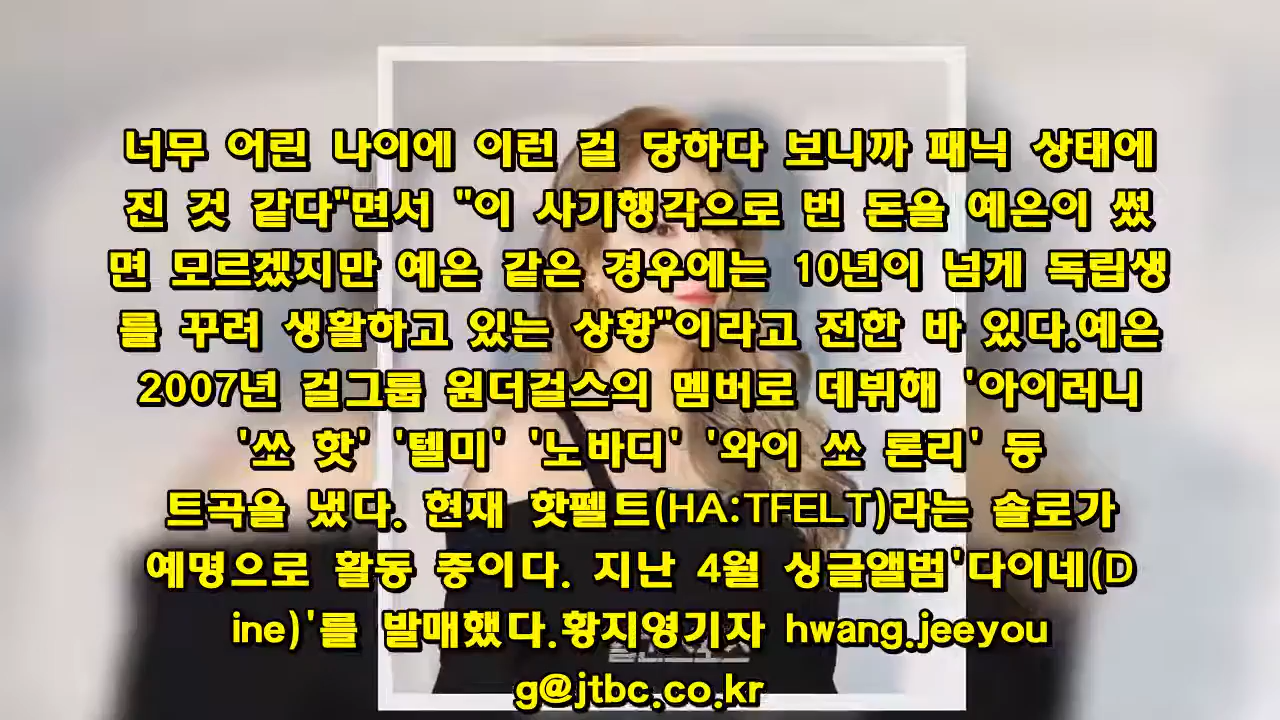 너무 어린 나이에 이런 걸 당하다 보니까 패닉 상태에
진 것 같다"면서 "이 사기행각으로 번 돈을 예은이 썼
면 모르겠지만 예은 같은 경우에는 10년이 넘게 독립생
를 꾸려 생활하고 있는 상황"이라고 전한 바 있다.예은
2007년 걸그룹 원더걸스의 멤버로 데뷔해 '아이러니
'쏘 핫' '텔미' '노바디' '와이 쏘 론리' 등
트곡을 냈다. 현재 핫펠트(HA:TFELT)라는 솔로가
예명으로 활동 중이다. 지난 4월 싱글앨범'다이네(D
ine)'를 발매했다.황지영기자 hwang.jeeyou
g@jtbc.co.kr